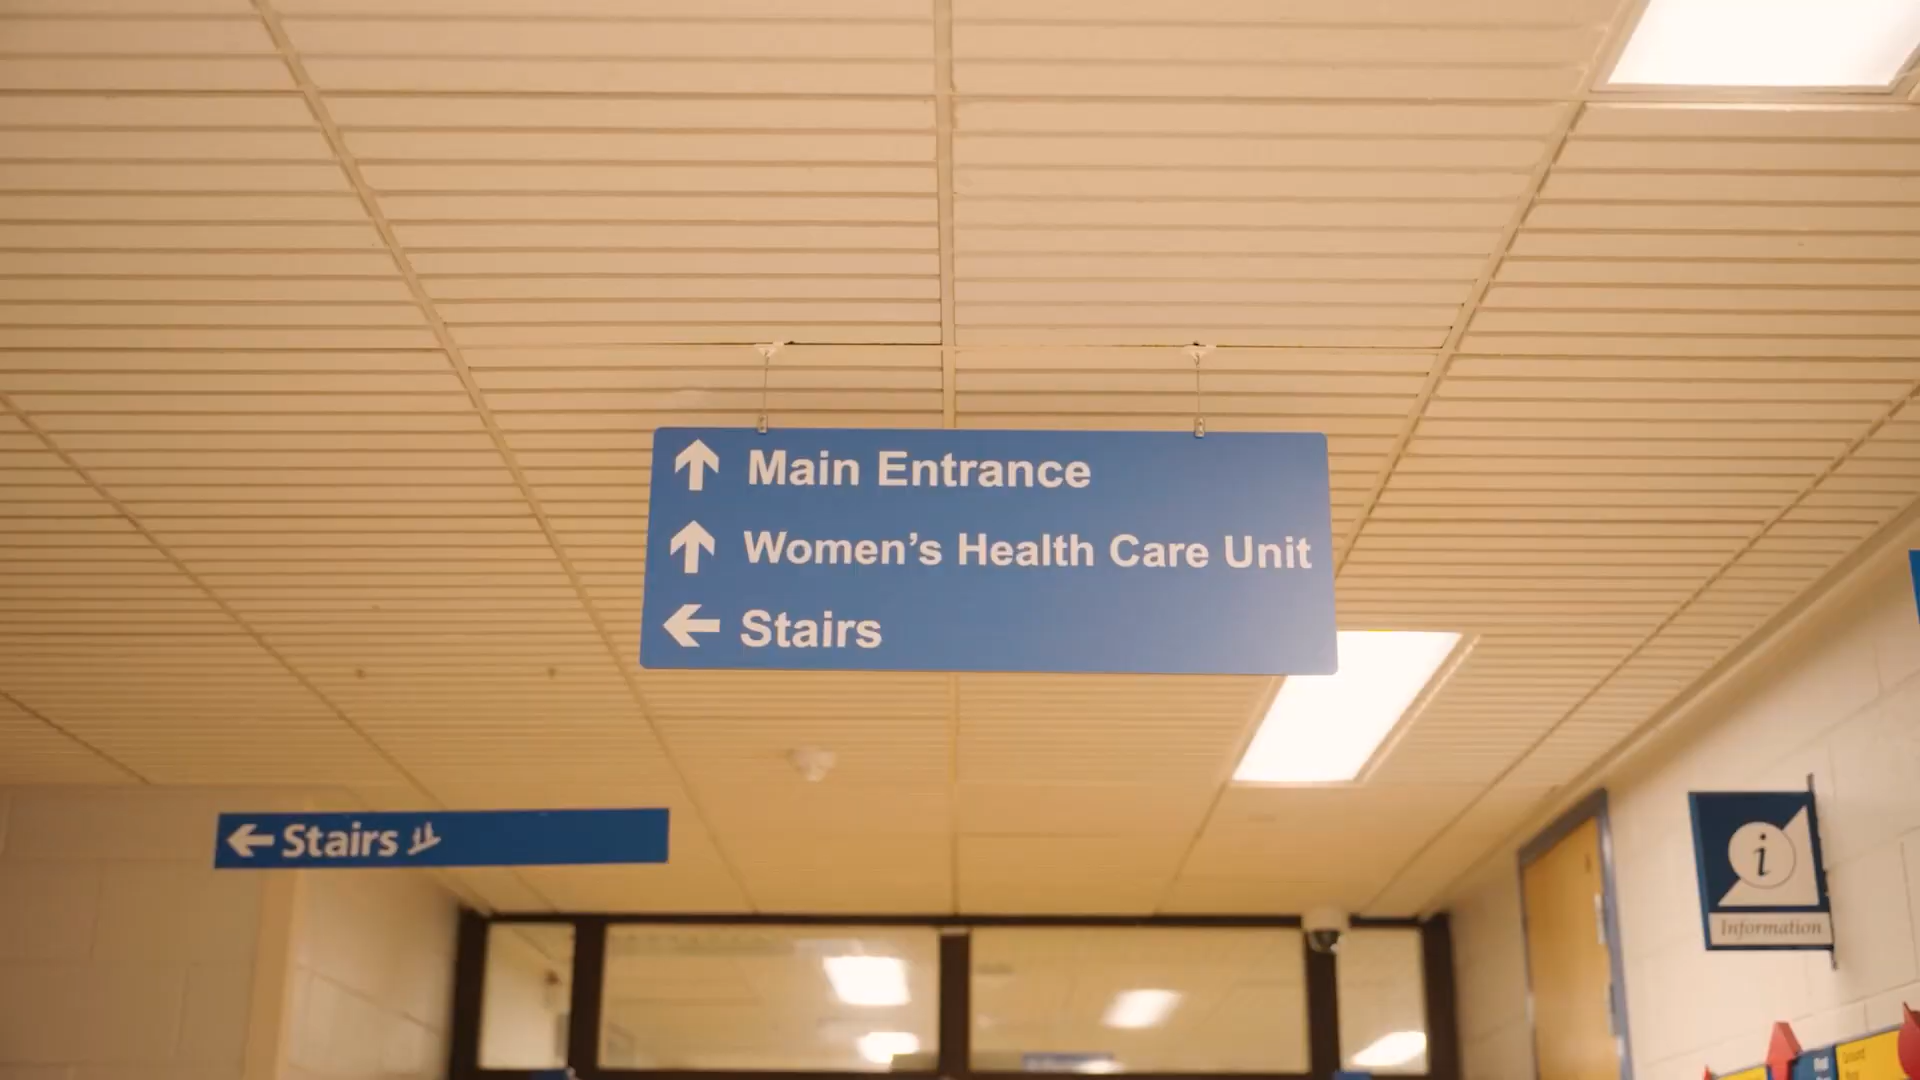 Main Entrance
Women’s Health Care Unit
Stairs
Stairs
i
Information